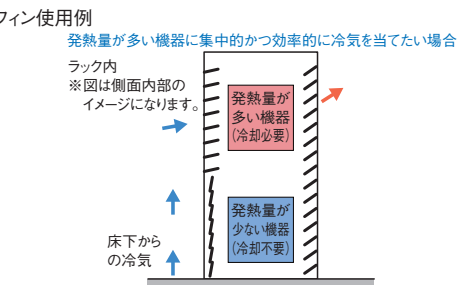 フィン使用例
発熱量が多い機器に集中的かつ効率的に冷気を当てたい場合
ラック内
※図は側面内部の
イメージになります。
発熱量が
多い機器
(冷却必要)
発熱量が
少ない機器
(冷却不要)
床下から
の冷気